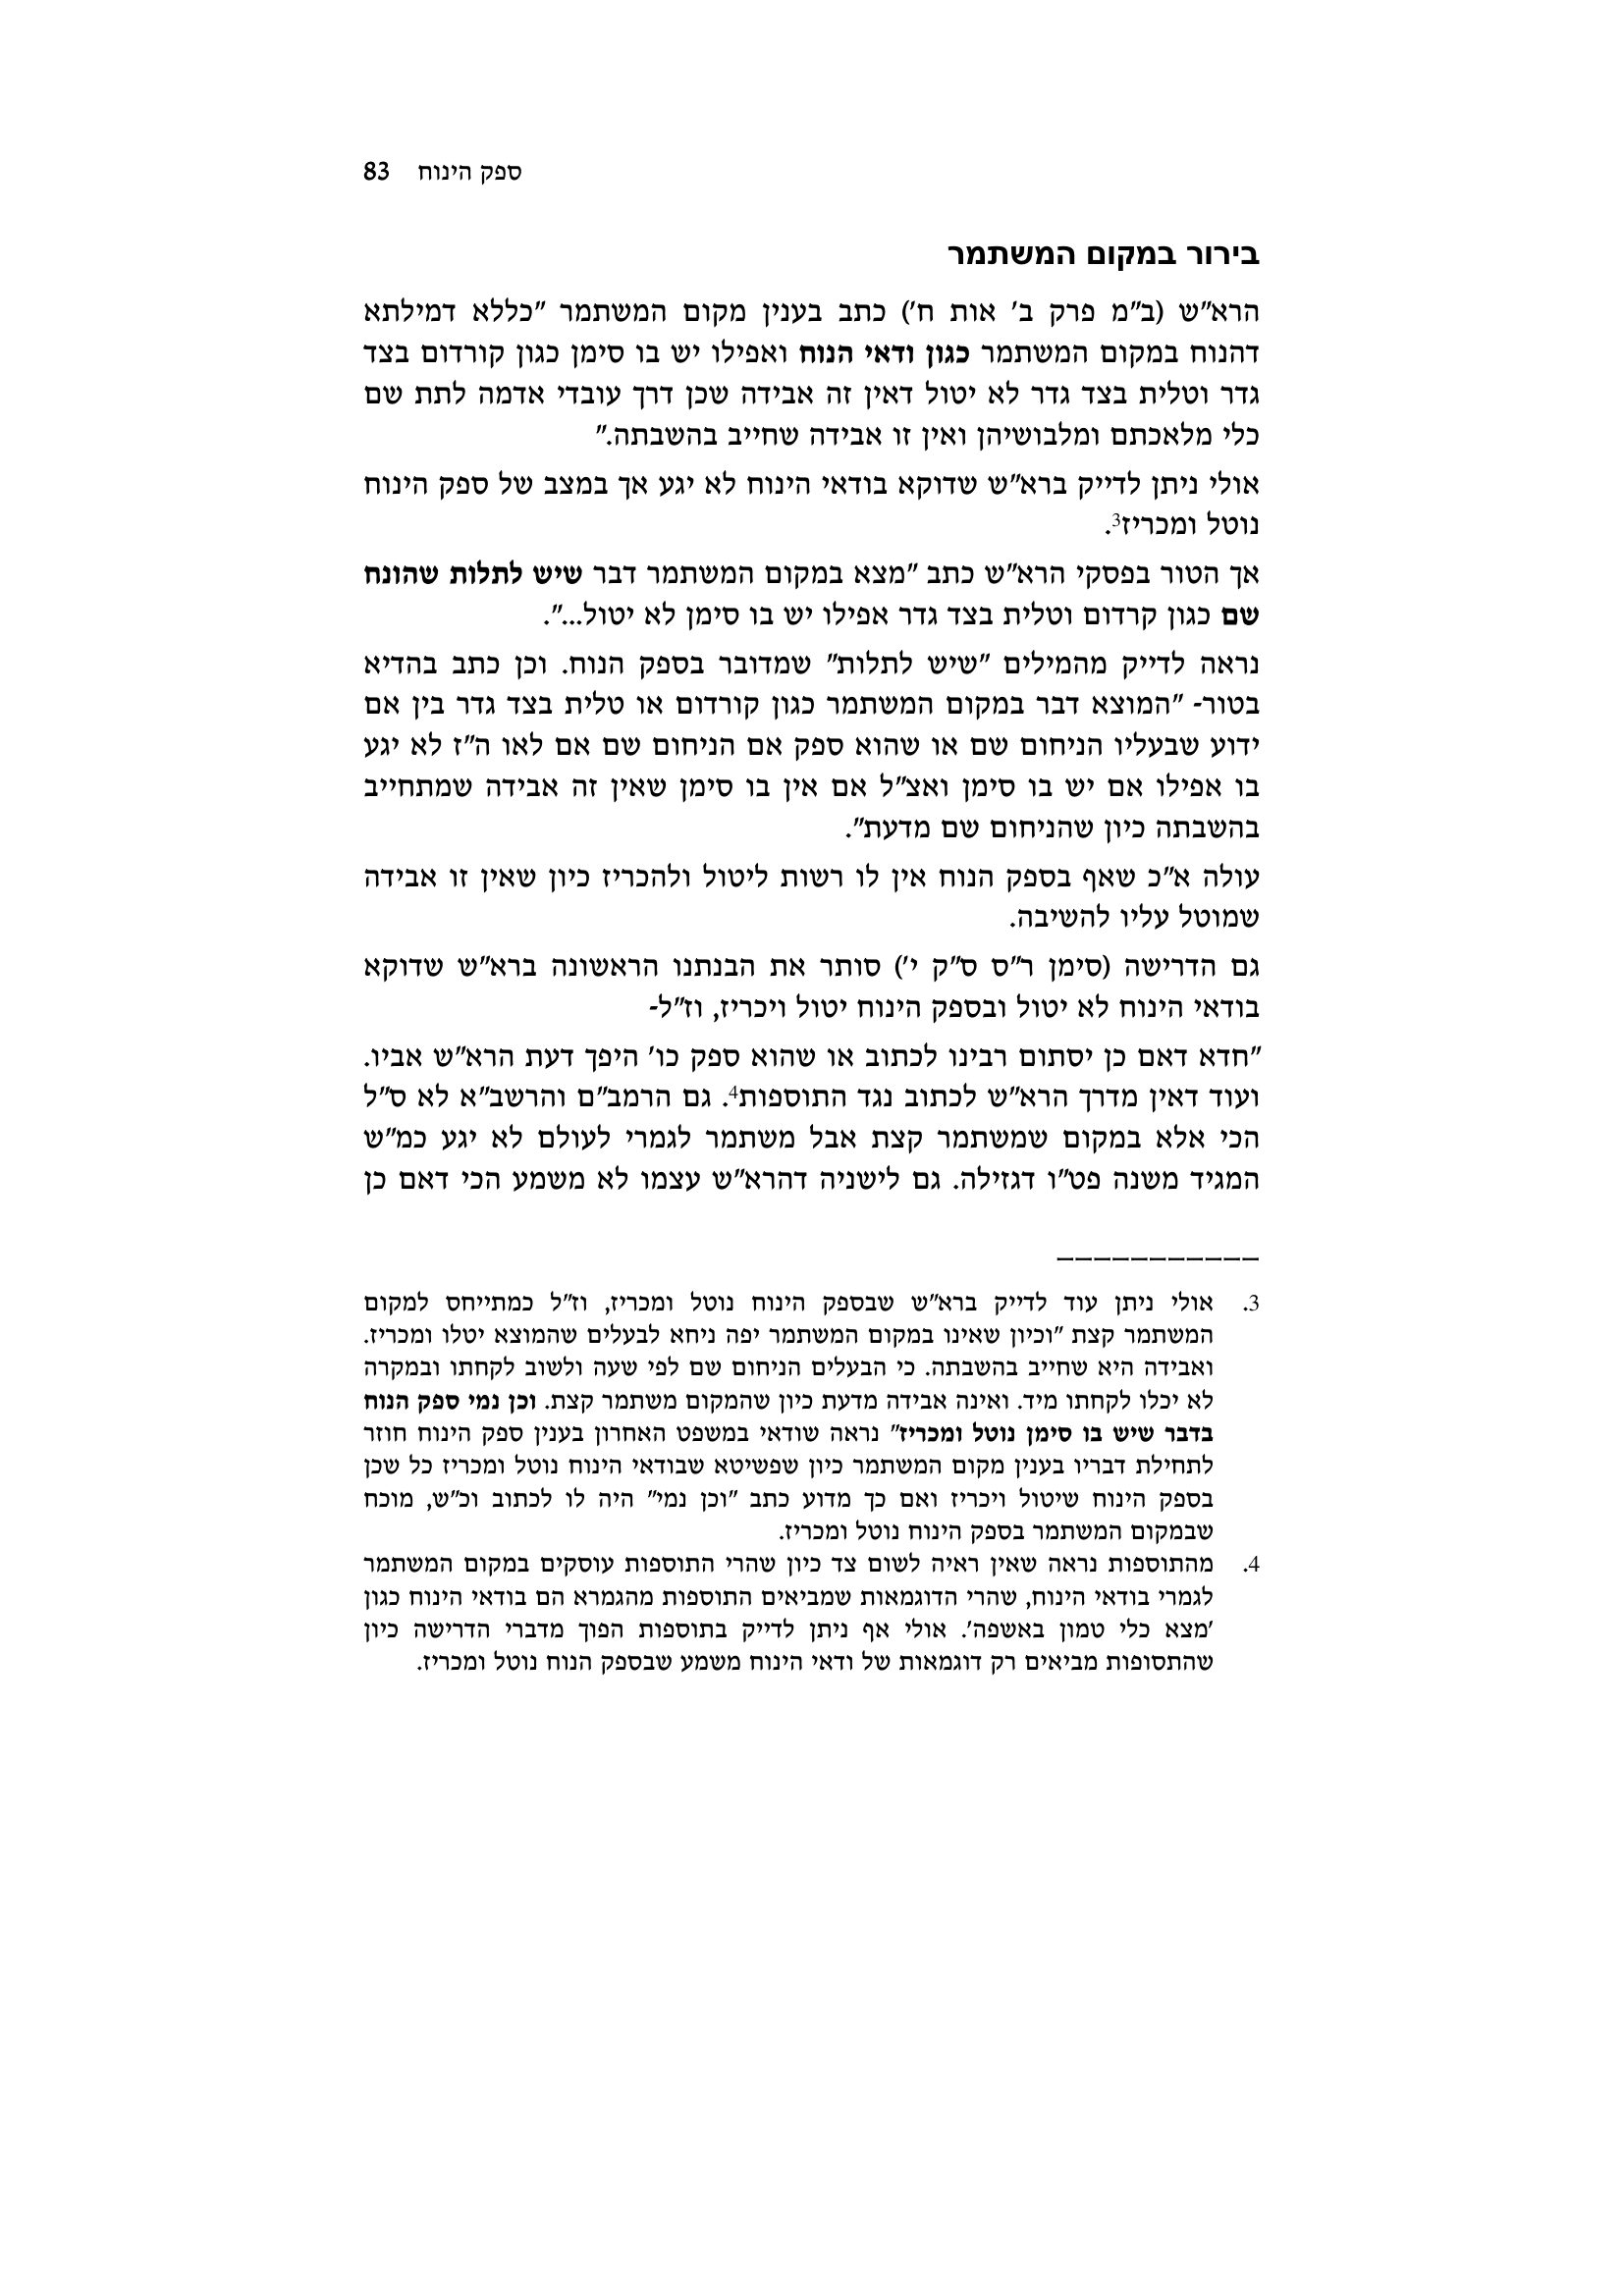 ספק הינוח 83
בירור במקום המשתמר
הרא"ש (ב"מ פרק ב' אות ח') כתב בענין מקום המשתמר "כללא דמילתא
דהנוח במקום המשתמר כגון ודאי הנוח ואפילו יש בו סימן כגון קורדום בצד
גדר וטלית בצד גדר לא יטול דאין זה אבידה שכן דרך עובדי אדמה לתת שם
כלי מלאכתם ומלבושיהן ואין זו אבידה שחייב בהשבתה."
אולי ניתן לדייק ברא"ש שדוקא בודאי הינוח לא יגע אך במצב של ספק הינוח
נוטל ומכריז3.
אך הטור בפסקי הרא"ש כתב "מצא במקום המשתמר דבר שיש לתלות שהונח
שם כגון קרדום וטלית בצד גדר אפילו יש בו סימן לא יטול...".
נראה לדייק מהמילים "שיש לתלות" שמדובר בספק הנוח. וכן כתב בהדיא
בטור- "המוצא דבר במקום המשתמר כגון קורדום או טלית בצד גדר בין אם
ידוע שבעליו הניחום שם או שהוא ספק אם הניחום שם אם לאו ה"ז לא יגע
בו אפילו אם יש בו סימן ואצ"ל אם אין בו סימן שאין זה אבידה שמתחייב
בהשבתה כיון שהניחום שם מדעת".
עולה א"כ שאף בספק הנוח אין לו רשות ליטול ולהכריז כיון שאין זו אבידה
שמוטל עליו להשיבה.
גם הדרישה (סימן ר"ס ס"ק י') סותר את הבנתנו הראשונה ברא"ש שדוקא
בודאי הינוח לא יטול ובספק הינוח יטול ויכריז, וז"ל-
"חדא דאם כן יסתום רבינו לכתוב או שהוא ספק כו' היפך דעת הרא"ש אביו.
ועוד דאין מדרך הרא"ש לכתוב נגד התוספות4. גם הרמב"ם והרשב"א לא ס"ל
הכי אלא במקום שמשתמר קצת אבל משתמר לגמרי לעולם לא יגע כמ"ש
המגיד משנה פט"ו דגזילה. גם לישניה דהרא"ש עצמו לא משמע הכי דאם כן
___________
3. אולי ניתן עוד לדייק ברא"ש שבספק הינוח נוטל ומכריז, וז"ל כמתייחס למקום
המשתמר קצת "וכיון שאינו במקום המשתמר יפה ניחא לבעלים שהמוצא יטלו ומכריז.
ואבידה היא שחייב בהשבתה. כי הבעלים הניחום שם לפי שעה ולשוב לקחתו ובמקרה
לא יכלו לקחתו מיד. ואינה אבידה מדעת כיון שהמקום משתמר קצת. וכן נמי ספק הנוח
בדבר שיש בו סימן נוטל ומכריז" נראה שודאי במשפט האחרון בענין ספק הינוח חוזר
לתחילת דבריו בענין מקום המשתמר כיון שפשיטא שבודאי הינוח נוטל ומכריז כל שכן
בספק הינוח שיטול ויכריז ואם כך מדוע כתב "וכן נמי" היה לו לכתוב וכ"ש, מוכח
שבמקום המשתמר בספק הינוח נוטל ומכריז.
4. מהתוספות נראה שאין ראיה לשום צד כיון שהרי התוספות עוסקים במקום המשתמר
לגמרי בודאי הינוח, שהרי הדוגמאות שמביאים התוספות מהגמרא הם בודאי הינוח כגון
'מצא כלי טמון באשפה'. אולי אף ניתן לדייק בתוספות הפוך מדברי הדרישה כיון
שהתסופות מביאים רק דוגמאות של ודאי הינוח משמע שבספק הנוח נוטל ומכריז.